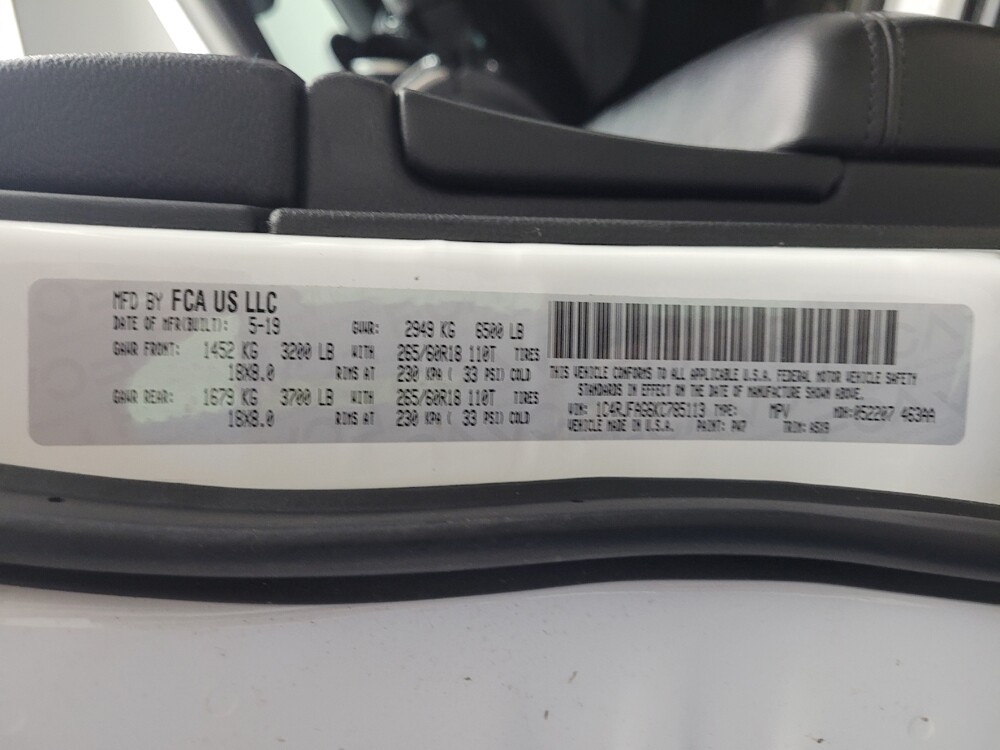 MFD BY FCA US LLC
DATE OF MFR(BUILT): 5-19 GVWR: 2949 KG 6500 LB
GAWR FRONT: 1452 KG 3200 LB WITH 265/60R18 110T TIRES
18X8.0 RIMS AT 230 KPA ( 33 PSI) COLD
GAWR REAR: 1679 KG 3700 LB WITH 265/60R18 110T TIRES
18X8.0 RIMS AT 230 KPA ( 33 PSI) COLD
THIS VEHICLE CONFORMS TO ALL APPLICABLE U.S.A. FEDERAL MOTOR VEHICLE SAFETY
STANDARDS IN EFFECT ON THE DATE OF MANUFACTURE SHOWN ABOVE.
VIN: 1C4RJFAG6KC785113 TYPE: MPV MDH: 052207 463AA
VEHICLE MADE IN U.S.A. PAINT: PW7 TRIM: